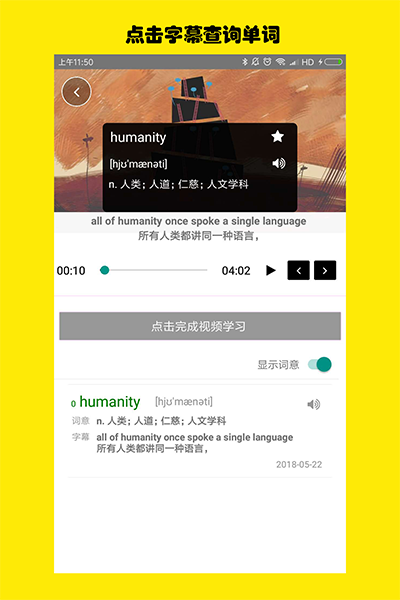 点击字幕查询单词
上午11:50
HD
humanity
[hjʊ'mænəti]
n. 人类；人道；仁慈；人文学科
all of humanity once spoke a single language
所有人类都讲同一种语言，
00:10
04:02
点击完成视频学习
显示词意
0 humanity [hjʊ'mænəti]
词意 n. 人类；人道；仁慈；人文学科
字幕 all of humanity once spoke a single language
所有人类都讲同一种语言，
2018-05-22